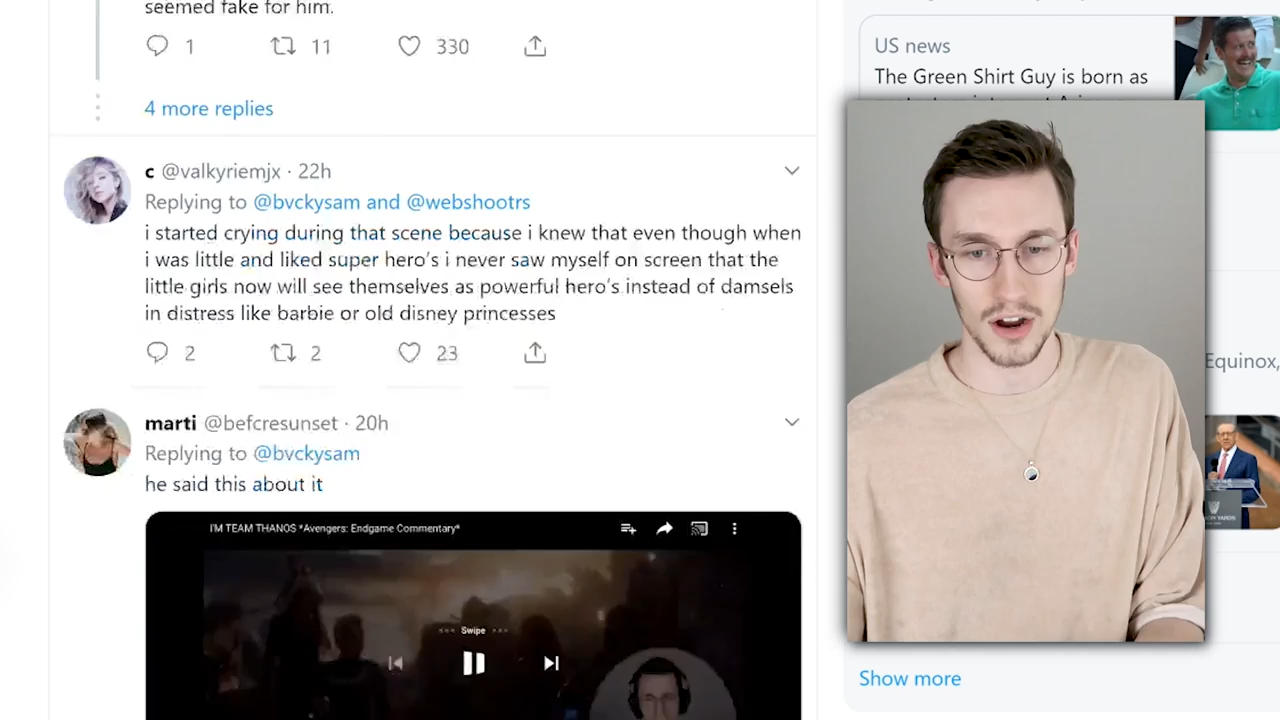 seemed fake for him.
1 11 330
4 more replies
c @valkyriemjx · 22h
Replying to @bvckysam and @webshootrs
i started crying during that scene because i knew that even though when
i was little and liked super hero's i never saw myself on screen that the
little girls now will see themselves as powerful hero's instead of damsels
in distress like barbie or old disney princesses
2 2 23
marti @befcresunset · 20h
Replying to @bvckysam
he said this about it
I'M TEAM THANOS *Avengers: Endgame Commentary*
<<< Swipe >>>
US news
The Green Shirt Guy is born as
Equinox,
YARDS
Show more